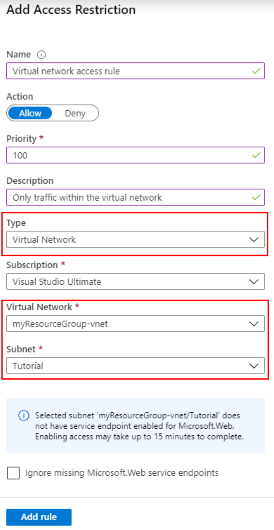 Add Access Restriction
Name
Virtual network access rule
Action
Allow Deny
Priority *
100
Description
Only traffic within the virtual network
Type
Virtual Network
Subscription *
Visual Studio Ultimate
Virtual Network *
myResourceGroup-vnet
Subnet *
Tutorial
Selected subnet 'myResourceGroup-vnet/Tutorial' does
not have service endpoint enabled for Microsoft.Web.
Enabling access may take up to 15 minutes to complete.
Ignore missing Microsoft.Web service endpoints
Add rule